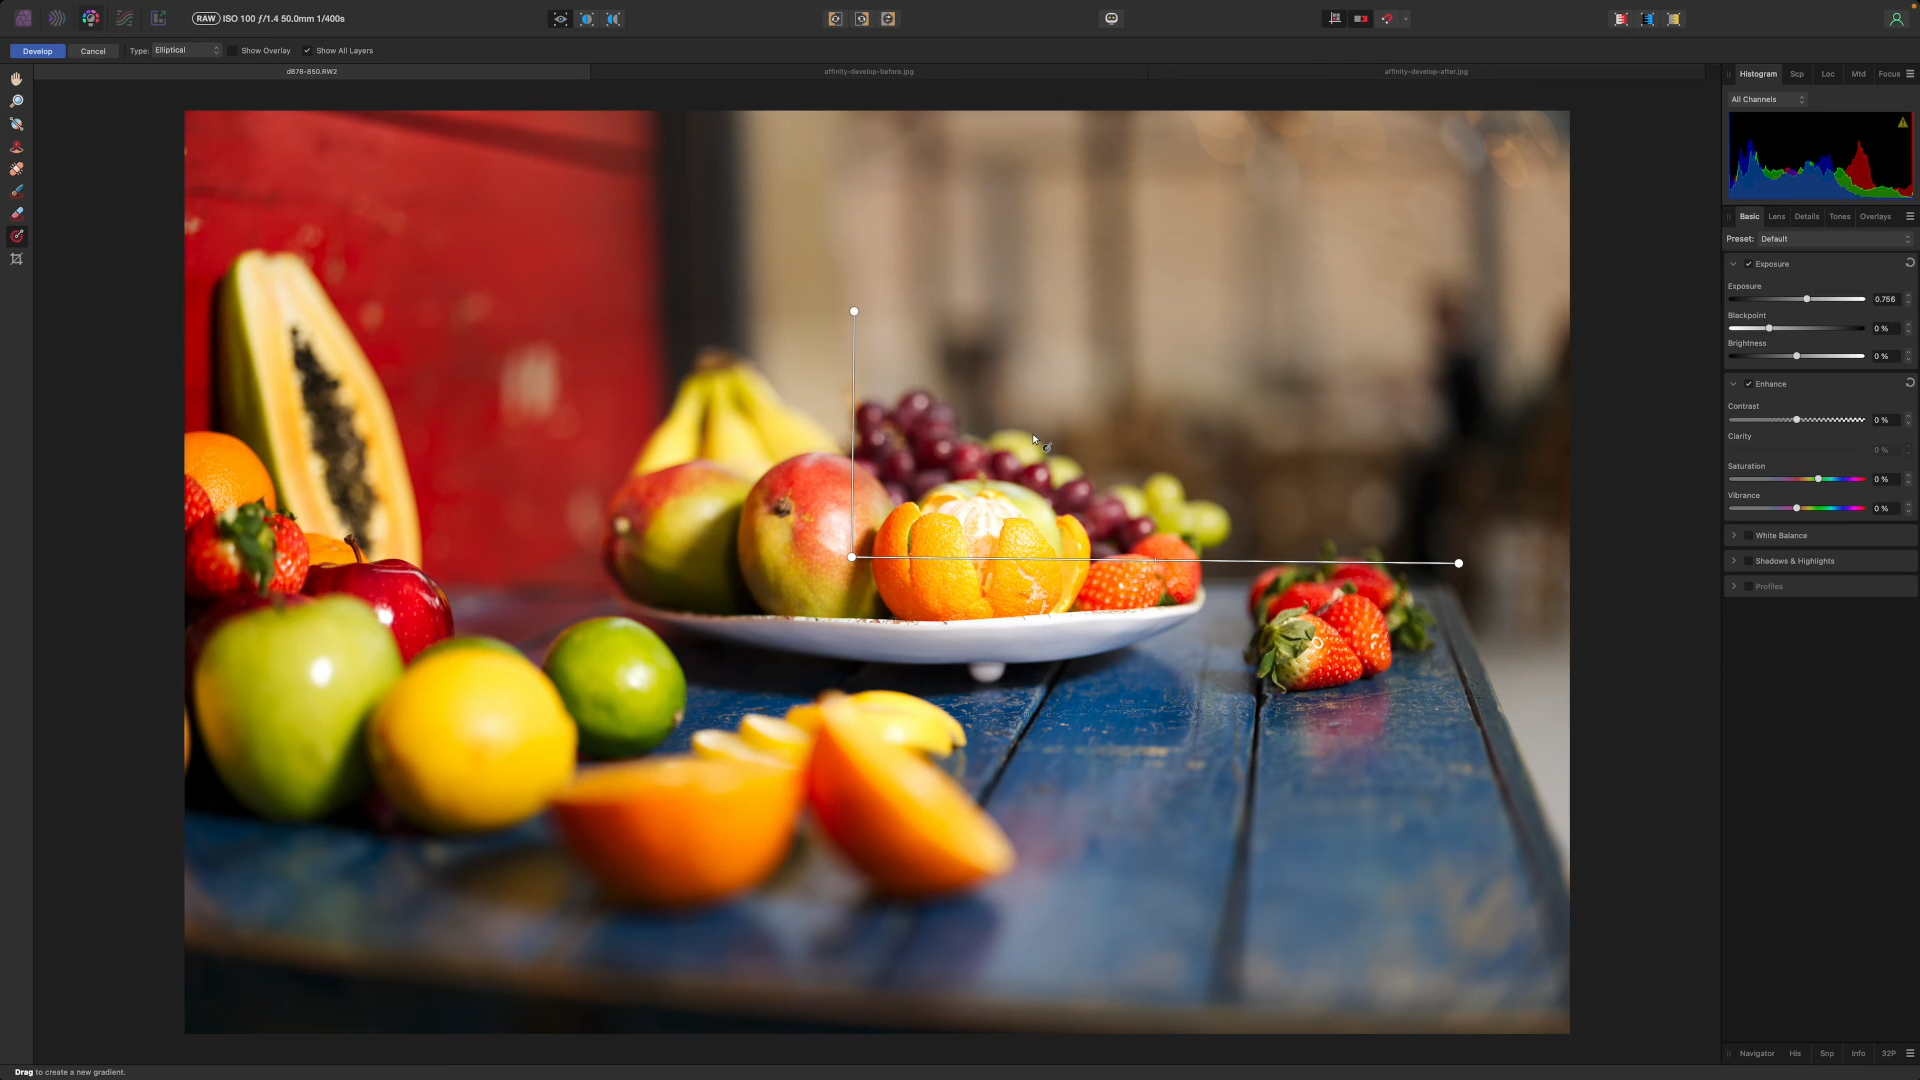 RAW ISO 100 ƒ/1.4 50.0mm 1/400s
Develop Cancel Type: Elliptical Show Overlay Show All Layers
d878-850.RW2 affinity-develop-before.jpg affinity-develop-after.jpg
Histogram Scp Loc Mtd Focus
All Channels
Basic Lens Details Tones Overlays
Preset: Default
Exposure
Exposure
0.756
Blackpoint
0 %
Brightness
0 %
Enhance
Contrast
0 %
Clarity
0 %
Saturation
0 %
Vibrance
0 %
White Balance
Shadows & Highlights
Profiles
Navigator His Snp Info 32P
Drag to create a new gradient.